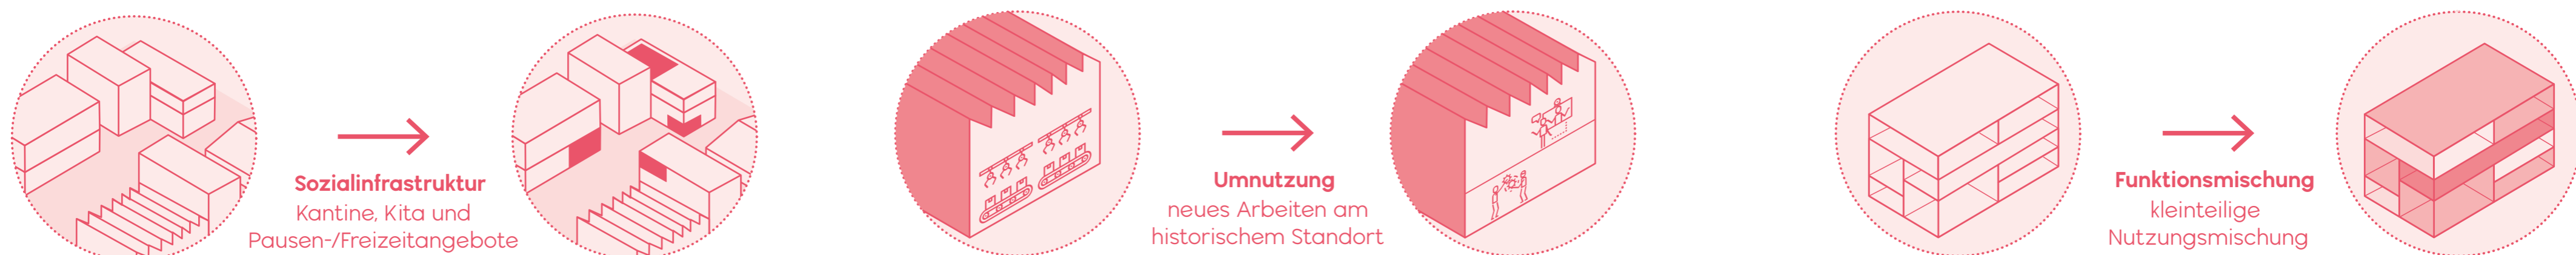 Sozialinfrastruktur
Kantine, Kita und
Pausen-/Freizeitangebote
Umnutzung
neues Arbeiten am
historischem Standort
Funktionsmischung
kleinteilige
Nutzungsmischung